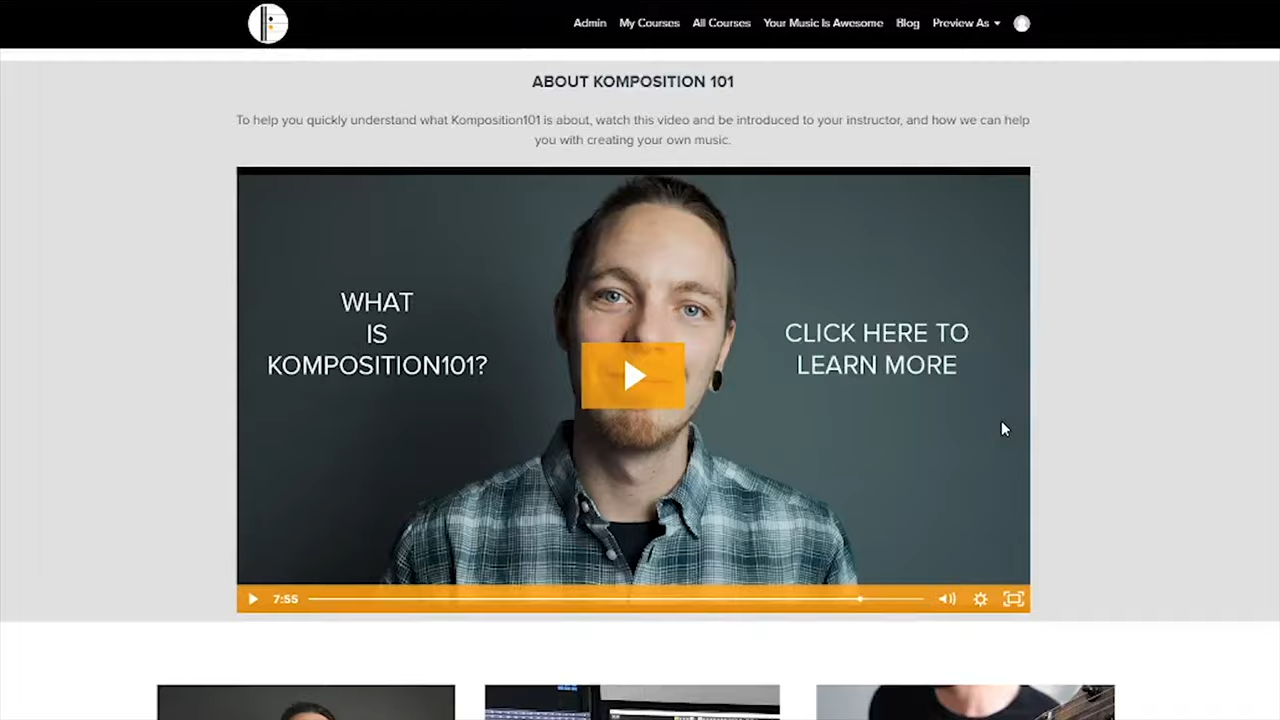 Admin My Courses All Courses Your Music Is Awesome Blog Preview As
ABOUT KOMPOSITION 101
To help you quickly understand what Komposition101 is about, watch this video and be introduced to your instructor, and how we can help
you with creating your own music.
WHAT
IS
KOMPOSITION101?
CLICK HERE TO
LEARN MORE
7:55